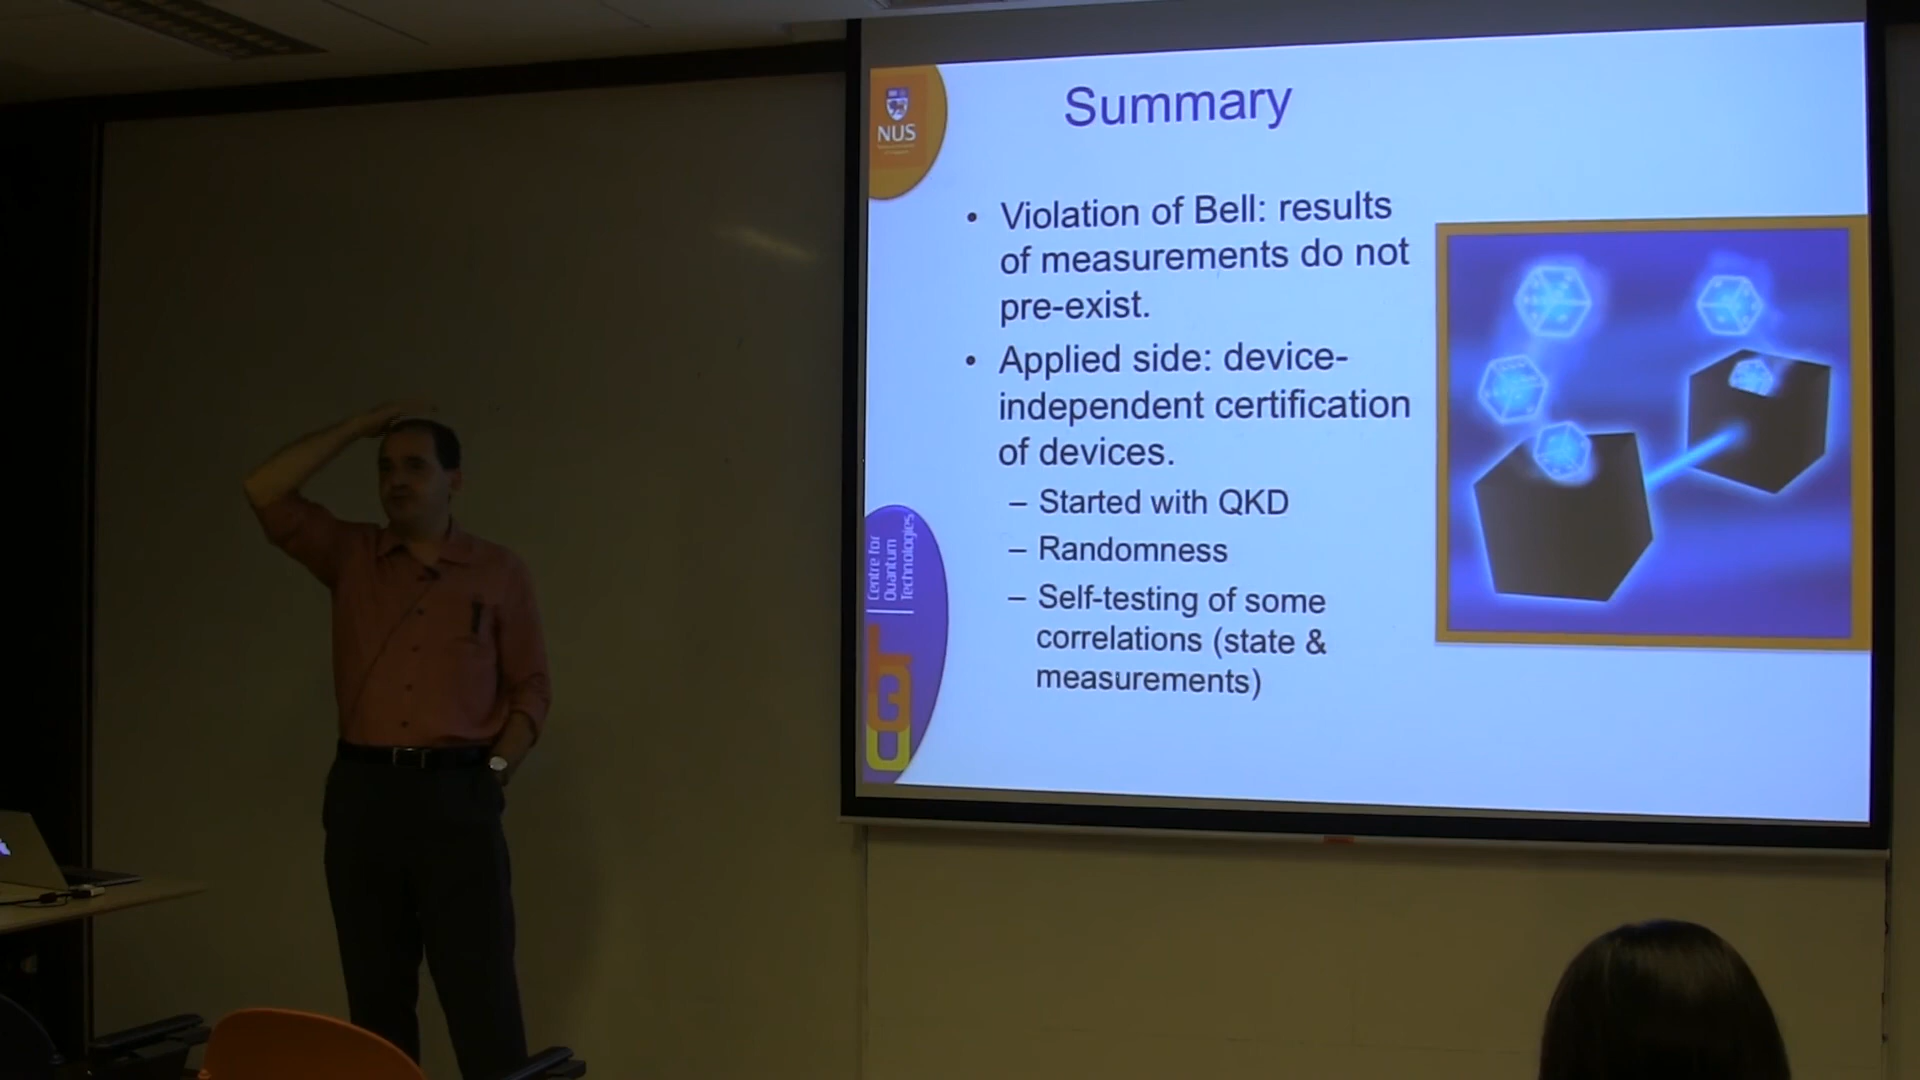 Summary
NUS
• Violation of Bell: results
of measurements do not
pre-exist.
• Applied side: device-
independent certification
of devices.
– Started with QKD
– Randomness
– Self-testing of some
correlations (state &
measurements)
Centre for
Quantum
Technologies